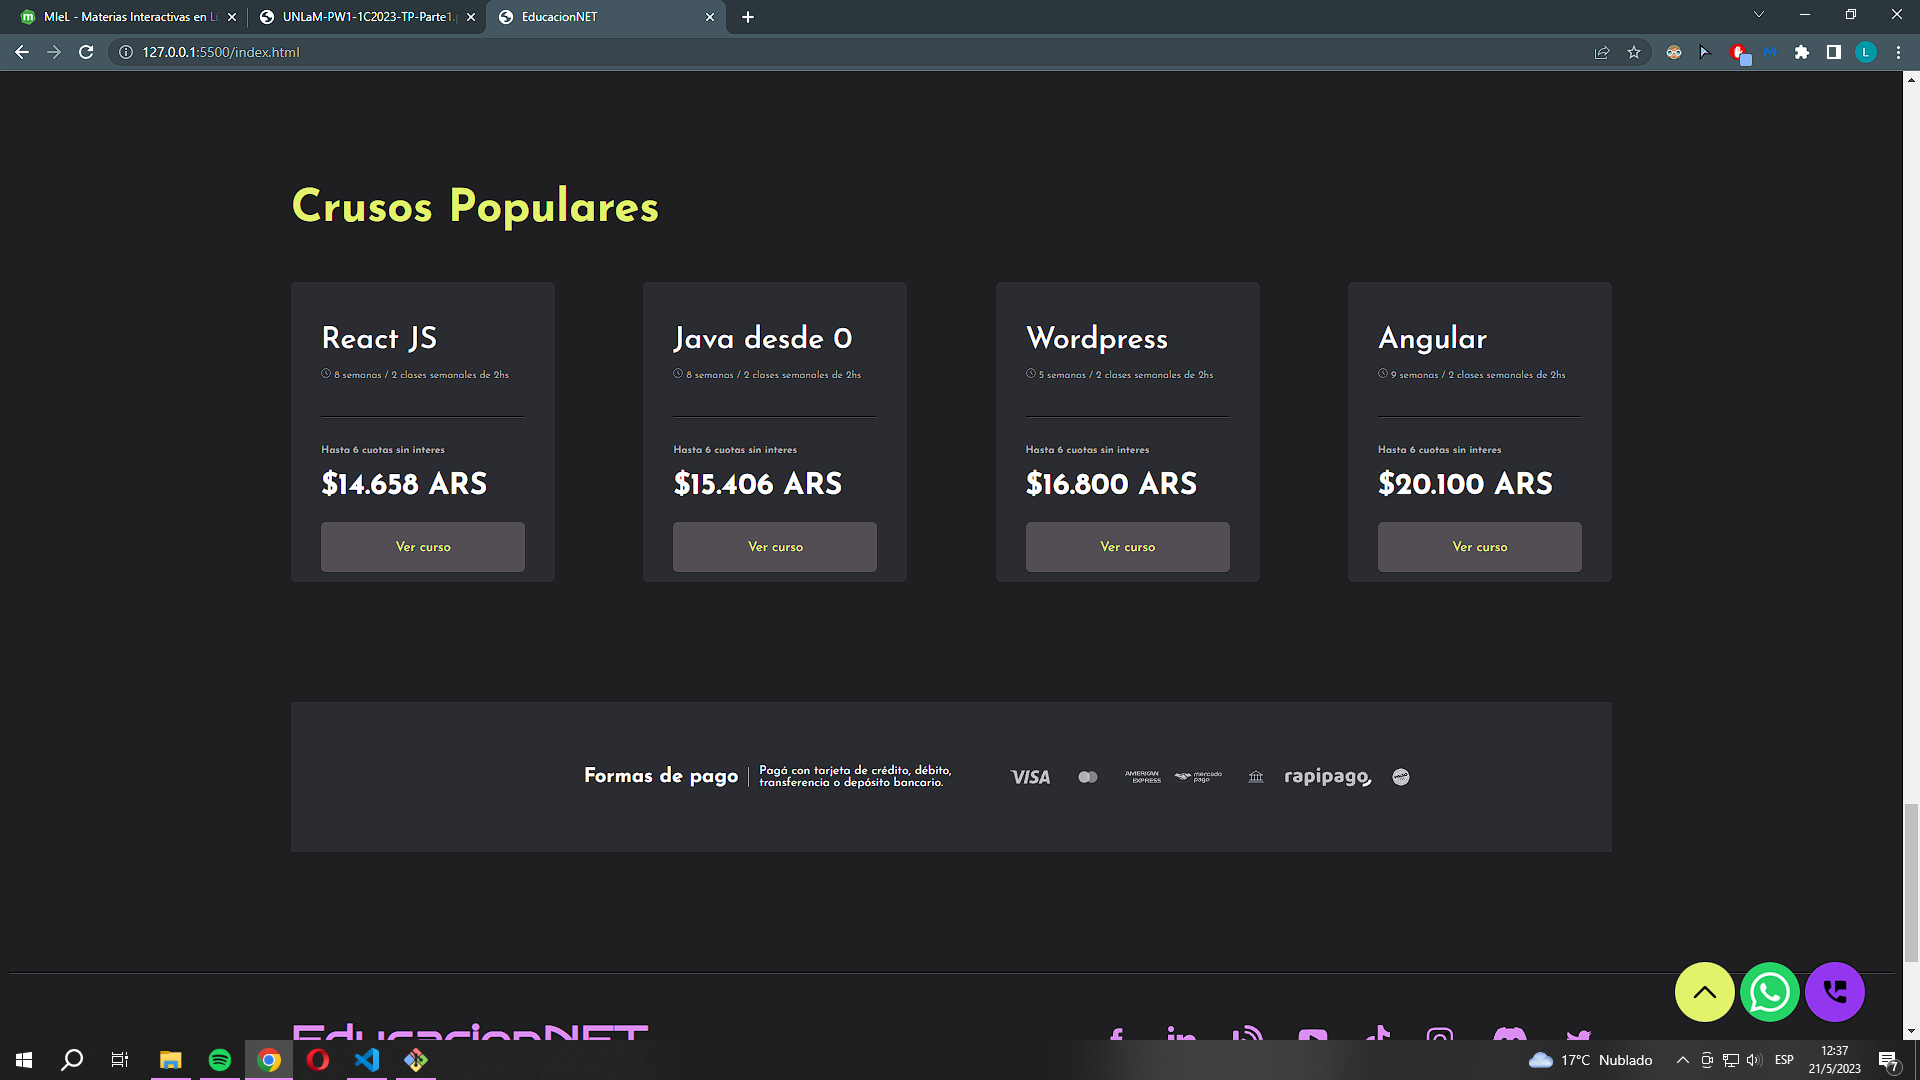 MIeL - Materias Interactivas en Lí
UNLaM-PW1-1C2023-TP-Parte1.
EducacionNET
127.0.0.1:5500/index.html
L
Crusos Populares
React JS
8 semanas / 2 clases semanales de 2hs
Hasta 6 cuotas sin interes
$14.658 ARS
Ver curso
Java desde 0
8 semanas / 2 clases semanales de 2hs
Hasta 6 cuotas sin interes
$15.406 ARS
Ver curso
Wordpress
5 semanas / 2 clases semanales de 2hs
Hasta 6 cuotas sin interes
$16.800 ARS
Ver curso
Angular
9 semanas / 2 clases semanales de 2hs
Hasta 6 cuotas sin interes
$20.100 ARS
Ver curso
Formas de pago
Pagá con tarjeta de crédito, débito,
transferencia o depósito bancario.
VISA
AMERICAN
EXPRESS
mercado
pago
rapipago
EducacionNET
17°C Nublado
ESP
12:37
21/5/2023
7